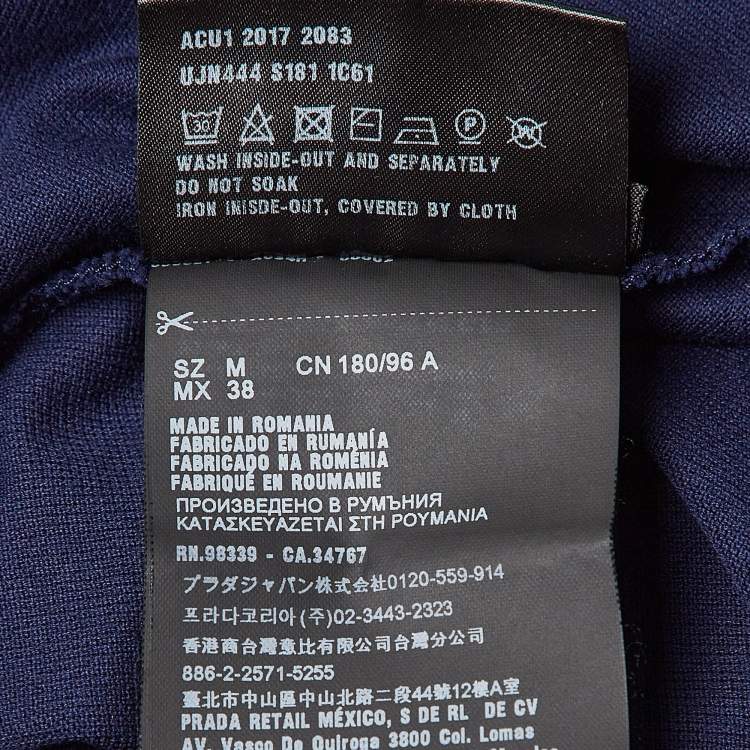 ACU1 2017 2083
UJN444 S181 1C61
30
P
W
WASH INSIDE-OUT AND SEPARATELY
DO NOT SOAK
IRON INISDE-OUT, COVERED BY CLOTH
SZ M CN 180/96 A
MX 38
MADE IN ROMANIA
FABRICADO EN RUMANÍA
FABRICADO NA ROMÉNIA
FABRIQUÉ EN ROUMANIE
ПРОИЗВЕДЕНО В РУМЪНИЯ
ΚΑΤΑΣΚΕΥΑΖΕΤΑΙ ΣΤΗ ΡΟΥΜΑΝΙΑ
RN.98339 - CA.34767
プラダジャパン株式会社0120-559-914
프라다코리아 (주)02-3443-2323
香港商台灣意比有限公司台灣分公司
886-2-2571-5255
臺北市中山區中山北路二段44號12樓A室
PRADA RETAIL MÉXICO, S DE RL DE CV
AV. Vasco De Quiroga 3800 Col. Lomas